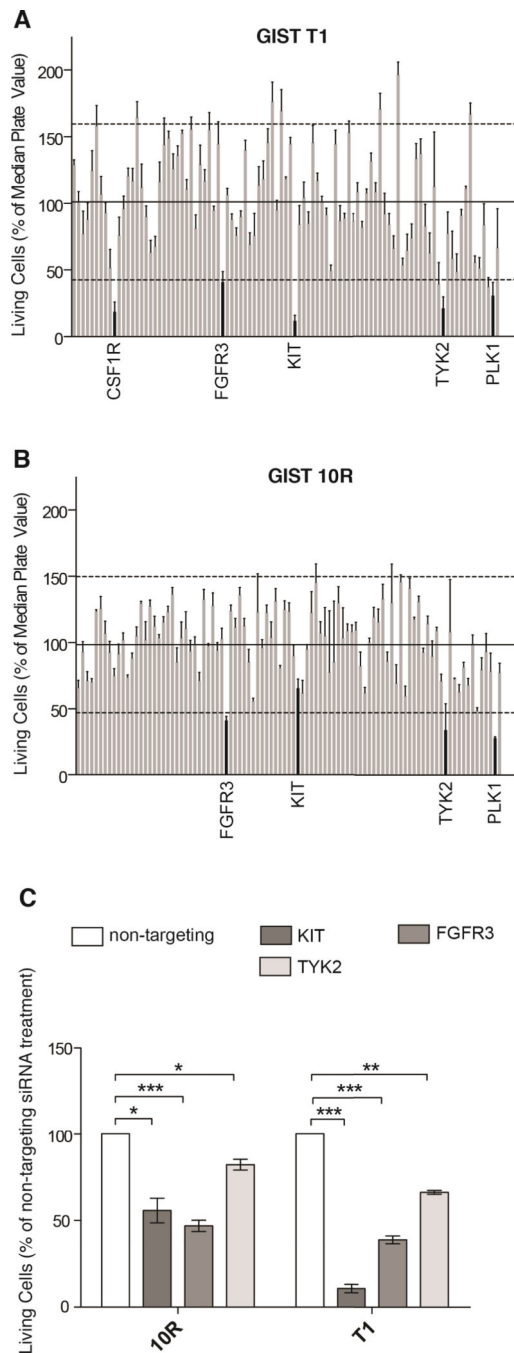 A
GIST T1
Living Cells (% of Median Plate Value)
200
150
100
50
0
CSF1R
FGFR3
KIT
TYK2
PLK1
B
GIST 10R
Living Cells (% of Median Plate Value)
200
150
100
50
0
FGFR3
KIT
TYK2
PLK1
C
non-targeting
KIT
FGFR3
TYK2
Living Cells (% of non-targeting siRNA treatment)
150
100
50
0
*
***
*
**
***
***
10R
T1